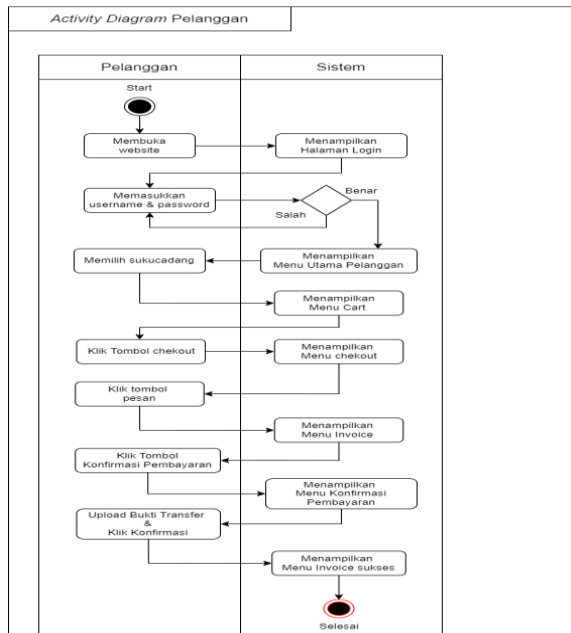 Activity Diagram Pelanggan
Pelanggan
Sistem
Start
Membuka
website
Menampilkan
Halaman Login
Memasukkan
username & password
Benar
Salah
Menampilkan
Menu Utama Pelanggan
Memilih sukucadang
Menampilkan
Menu Cart
Klik Tombol chekout
Menampilkan
Menu chekout
Klik tombol
pesan
Menampilkan
Menu Invoice
Klik Tombol
Konfirmasi Pembayaran
Menampilkan
Menu Konfirmasi
Pembayaran
Upload Bukti Transfer
&
Klik Konfirmasi
Menampilkan
Menu Invoice sukses
Selesai